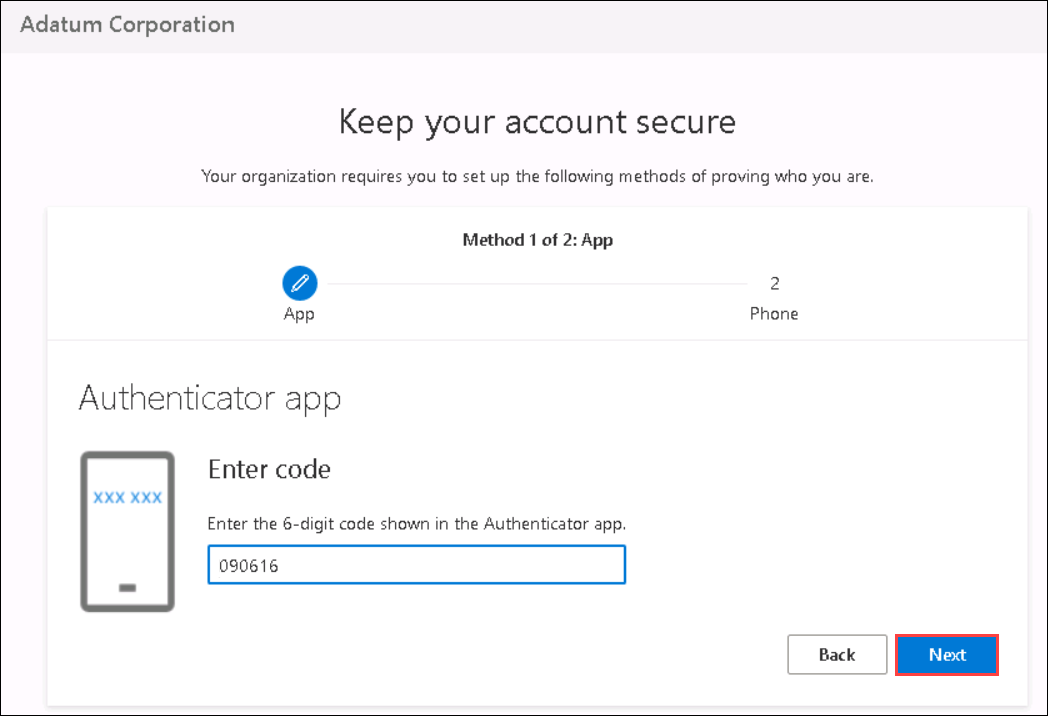 Adatum Corporation
Keep your account secure
Your organization requires you to set up the following methods of proving who you are.
Method 1 of 2: App
2
App
Phone
Authenticator app
XXX XXX
Enter code
Enter the 6-digit code shown in the Authenticator app.
090616
Back
Next